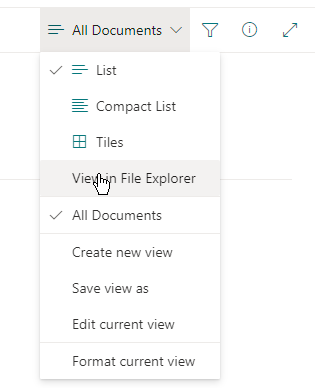 All Documents
List
Compact List
Tiles
View in File Explorer
All Documents
Create new view
Save view as
Edit current view
Format current view